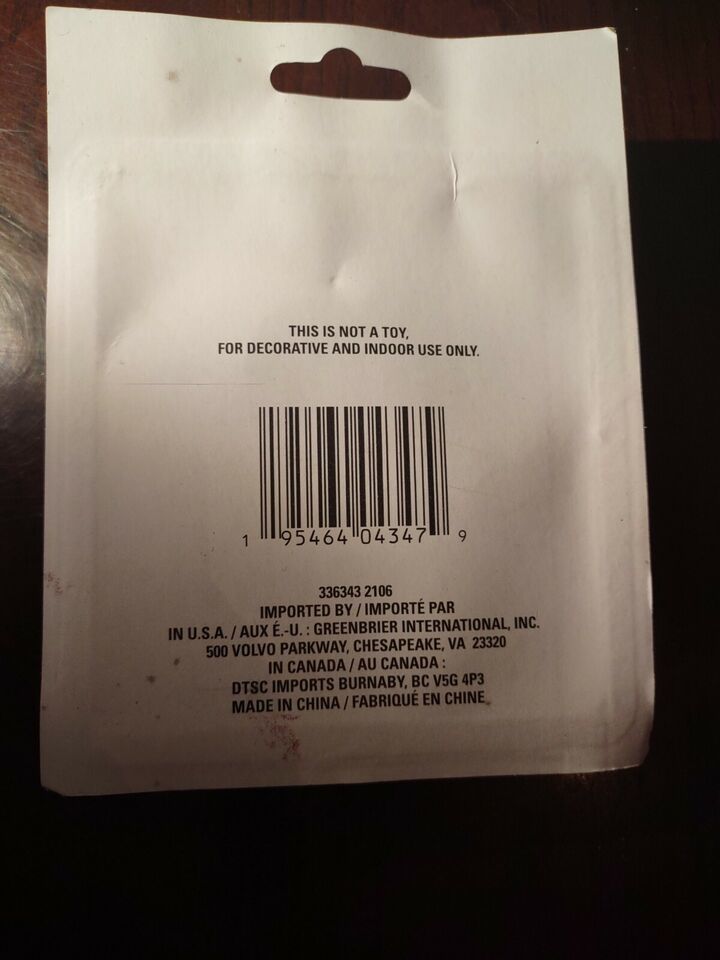 THIS IS NOT A TOY,
FOR DECORATIVE AND INDOOR USE ONLY.
1 95464 04347 9
336343 2106
IMPORTED BY / IMPORTÉ PAR
IN U.S.A. / AUX É.-U. : GREENBRIER INTERNATIONAL, INC.
500 VOLVO PARKWAY, CHESAPEAKE, VA 23320
IN CANADA / AU CANADA :
DTSC IMPORTS BURNABY, BC V5G 4P3
MADE IN CHINA / FABRIQUÉ EN CHINE